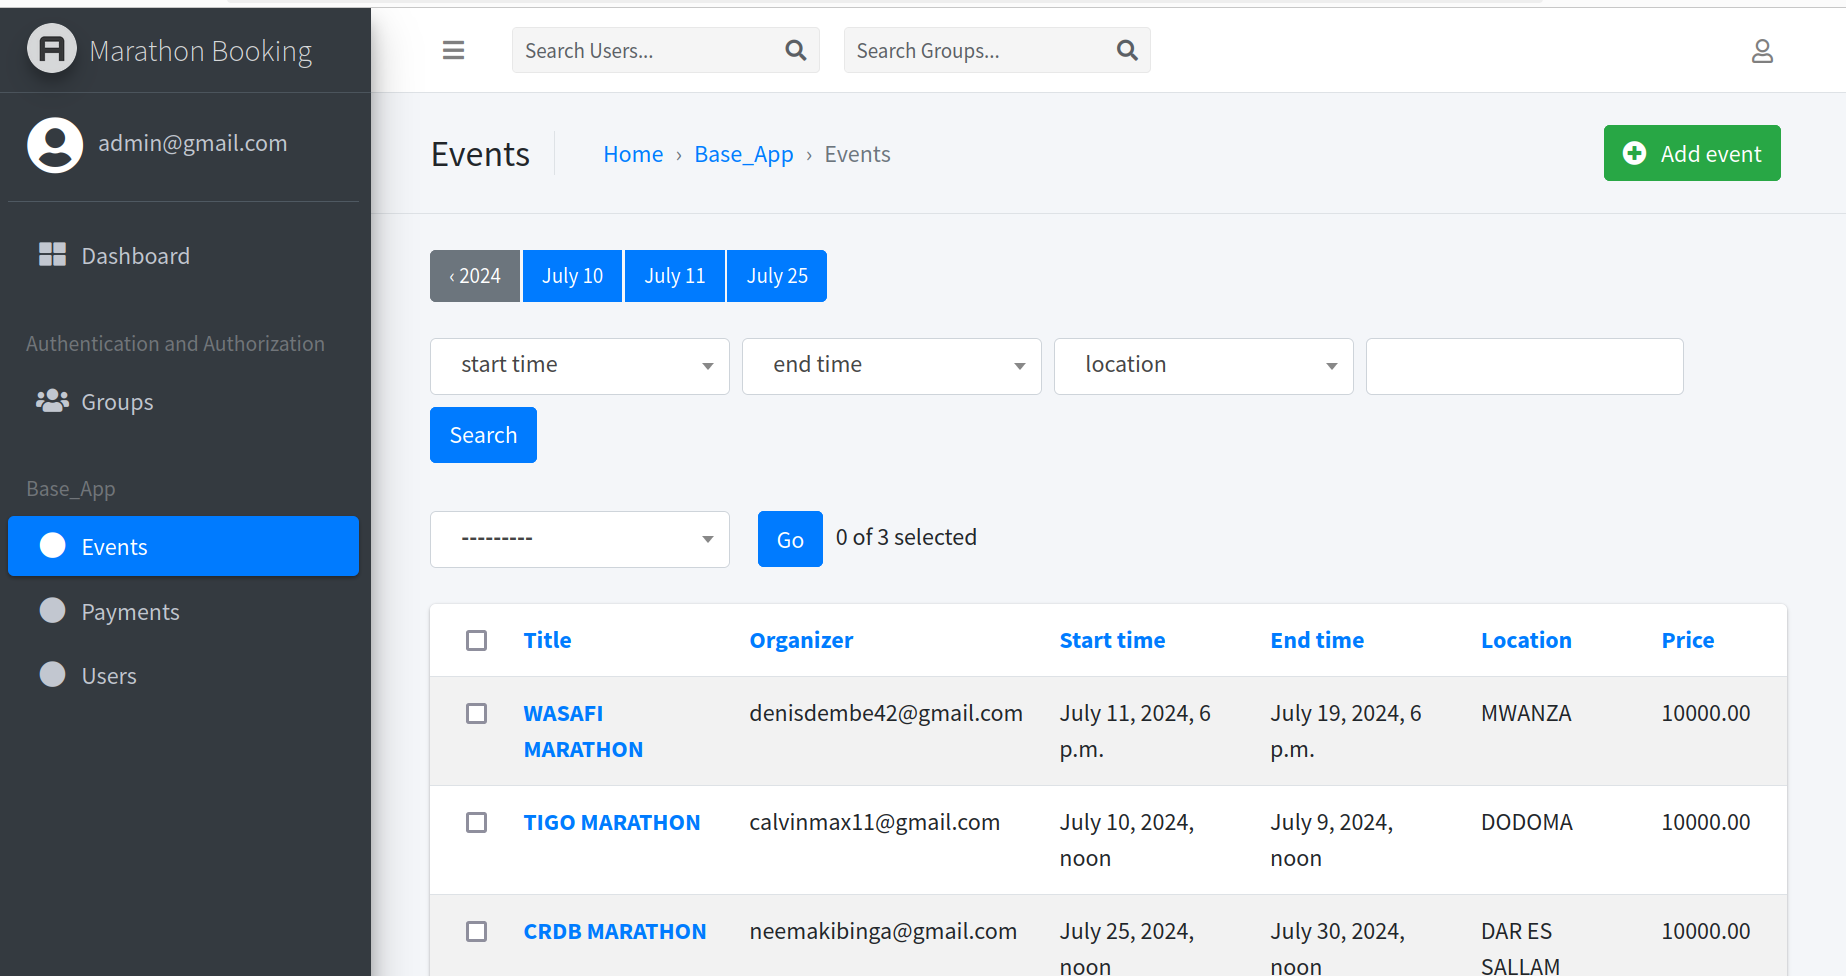 Marathon Booking
Search Users...
Search Groups...
admin@gmail.com
Events
Home › Base_App › Events
Add event
Dashboard
‹ 2024
July 10
July 11
July 25
Authentication and Authorization
start time
end time
location
Groups
Search
Base_App
Events
---------
Go
0 of 3 selected
Payments
Users
Title Organizer Start time End time Location Price
WASAFI denisdembe42@gmail.com July 11, 2024, 6 July 19, 2024, 6 MWANZA 10000.00
MARATHON p.m. p.m.
TIGO MARATHON calvinmax11@gmail.com July 10, 2024, July 9, 2024, DODOMA 10000.00
noon noon
CRDB MARATHON neemakibinga@gmail.com July 25, 2024, July 30, 2024, DAR ES 10000.00
noon noon SALLAM